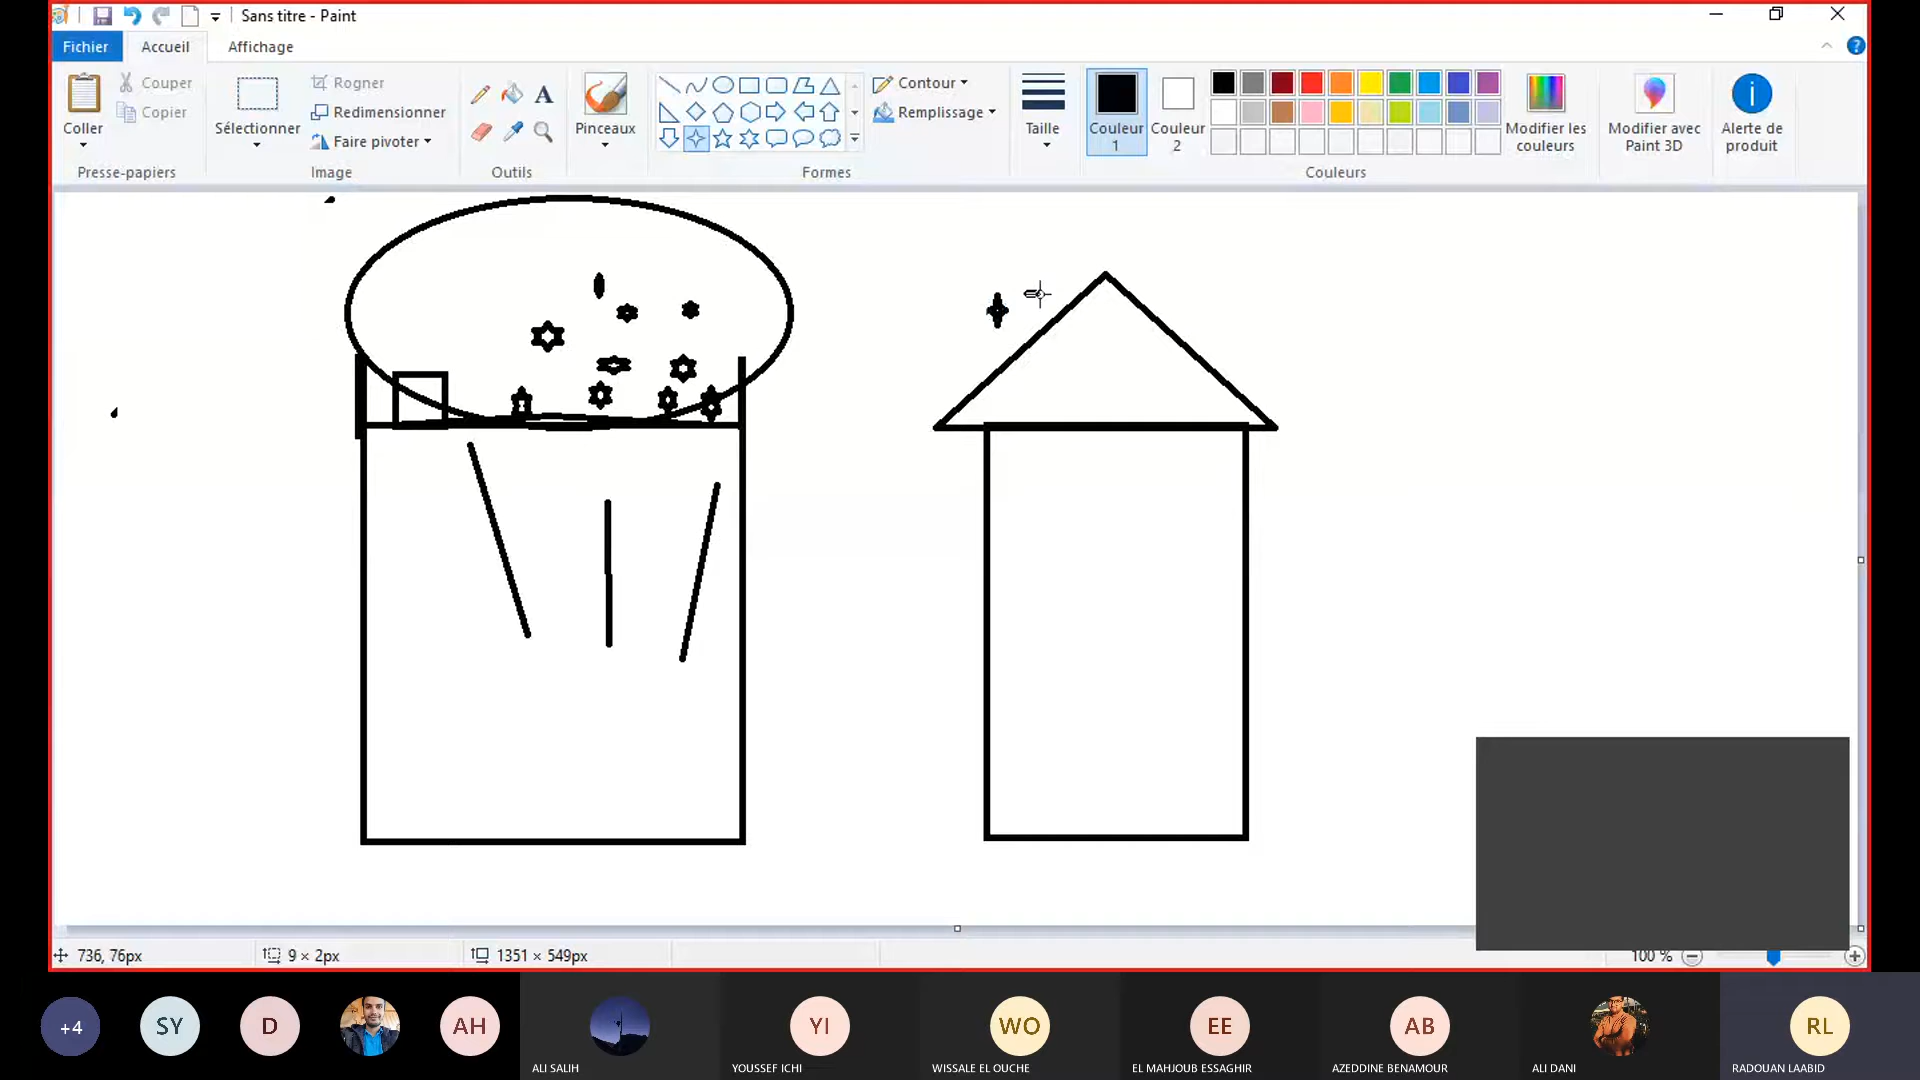 Sans titre - Paint
Fichier
Accueil
Affichage
Coller
Couper
Copier
Presse-papiers
Sélectionner
Rogner
Redimensionner
Faire pivoter
Image
A
Outils
Pinceaux
Formes
Contour
Remplissage
Taille
Couleur
1
Couleur
2
Couleurs
Modifier les
couleurs
Modifier avec
Paint 3D
Alerte de
produit
736, 76px
9 × 2px
1351 × 549px
100 %
+4
SY
D
AH
ALI SALIH
YI
YOUSSEF ICHI
WO
WISSALE EL OUCHE
EE
EL MAHJOUB ESSAGHIR
AB
AZEDDINE BENAMOUR
ALI DANI
RL
RADOUAN LAABID